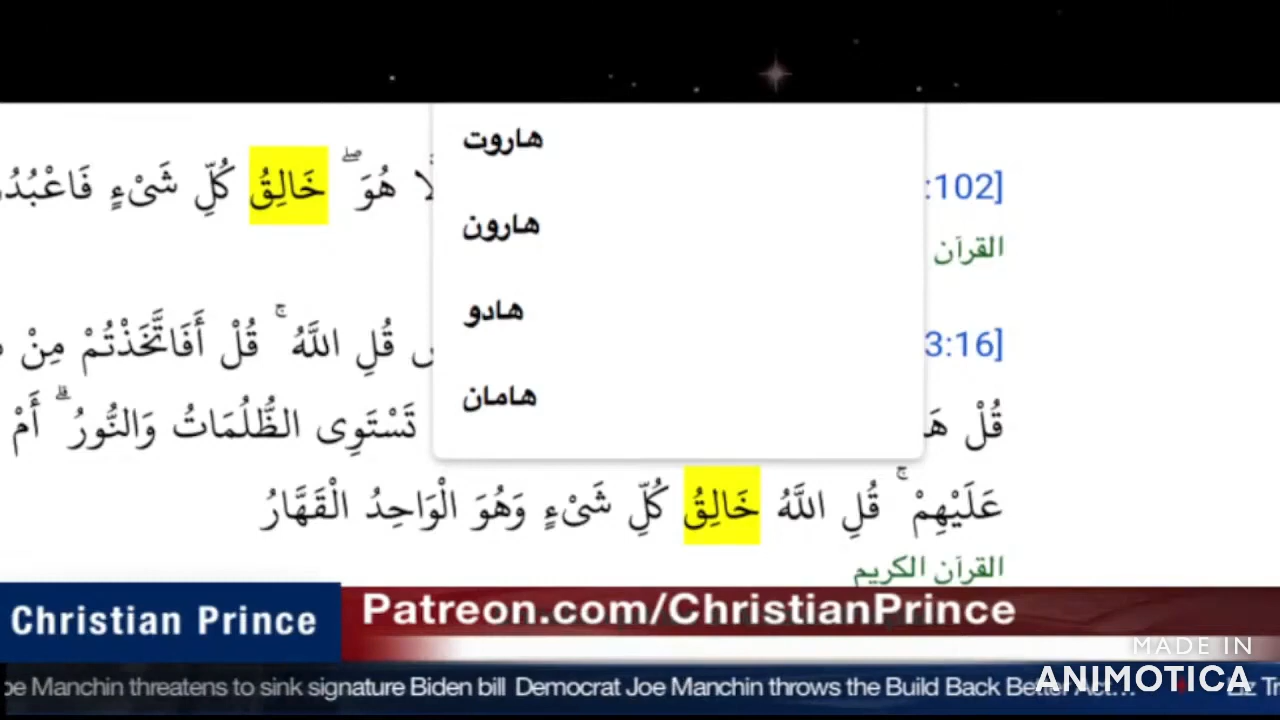 هاروت
هارون
هادو
هامان
:102]
هُوَ ۖ خَالِقُ كُلِّ شَىْءٍ
القرآن
3:16]
قُلِ اللَّهُ ۚ قُلْ أَفَاتَّخَذْتُمْ مِنْ
قُلْ
تَسْتَوِى الظُّلُمَاتُ وَالنُّورُ ۗ أَمْ
عَلَيْهِمْ ۚ قُلِ اللَّهُ خَالِقُ كُلِّ شَىْءٍ وَهُوَ الْوَاحِدُ الْقَهَّارُ
القرآن الكريم
Christian Prince
Patreon.com/ChristianPrince
MADE IN
ANIMOTICA
Manchin threatens to sink signature Biden bill Democrat Joe Manchin throws the Build Back